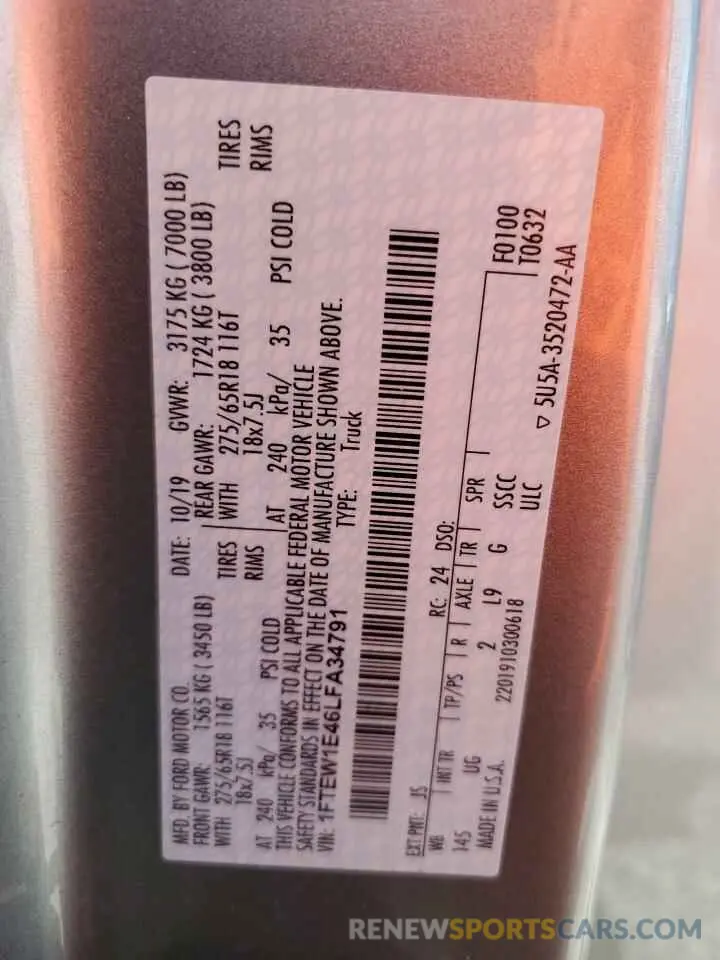 MFD. BY FORD MOTOR CO. DATE: 10/19 GVWR: 3175 KG ( 7000 LB)
FRONT GAWR: 1565 KG ( 3450 LB) REAR GAWR: 1724 KG ( 3800 LB)
WITH 275/65R18 116T TIRES WITH 275/65R18 116T TIRES
18x7.5J RIMS 18x7.5J RIMS
AT 240 kPa/ 35 PSI COLD AT 240 kPa/ 35 PSI COLD
THIS VEHICLE CONFORMS TO ALL APPLICABLE FEDERAL MOTOR VEHICLE
SAFETY STANDARDS IN EFFECT ON THE DATE OF MANUFACTURE SHOWN ABOVE.
VIN: 1FTEW1E46LFA34791 TYPE: Truck
EXT PNT: JS RC: 24 DSO: F0100
WB INT TR TP/PS R AXLE TR SPR T0632
145 UG 2 L9 G SSCC
MADE IN U.S.A. 2201910300618 ULC
▽ 5U5A-3520472-AA
RENEWSPORTSCARS.COM